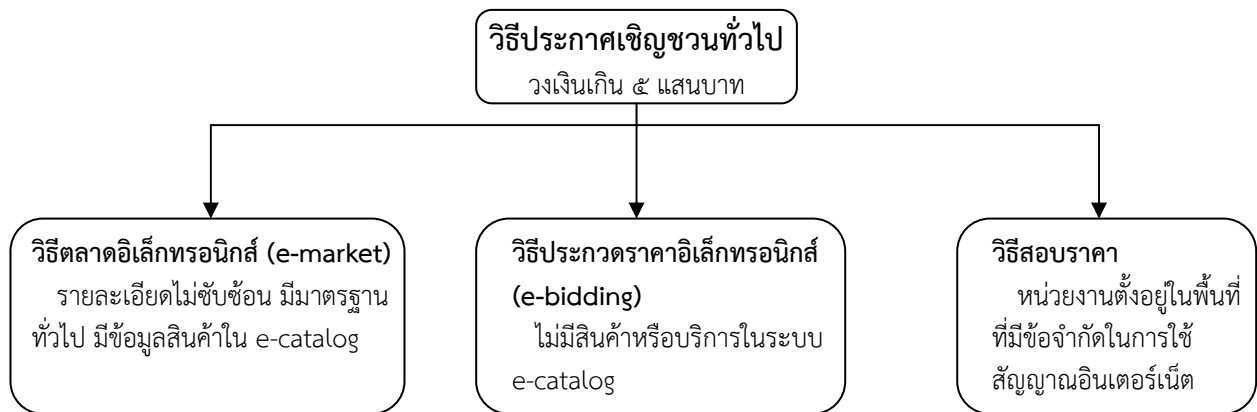 วิธีประกาศเชิญชวนทั่วไป
วงเงินเกิน ๕ แสนบาท
วิธีตลาดอิเล็กทรอนิกส์ (e-market)
รายละเอียดไม่ซับซ้อน มีมาตรฐาน
ทั่วไป มีข้อมูลสินค้าใน e-catalog
วิธีประกวดราคาอิเล็กทรอนิกส์
(e-bidding)
ไม่มีสินค้าหรือบริการในระบบ
e-catalog
วิธีสอบราคา
หน่วยงานตั้งอยู่ในพื้นที่
ที่มีข้อจำกัดในการใช้
สัญญาณอินเตอร์เน็ต